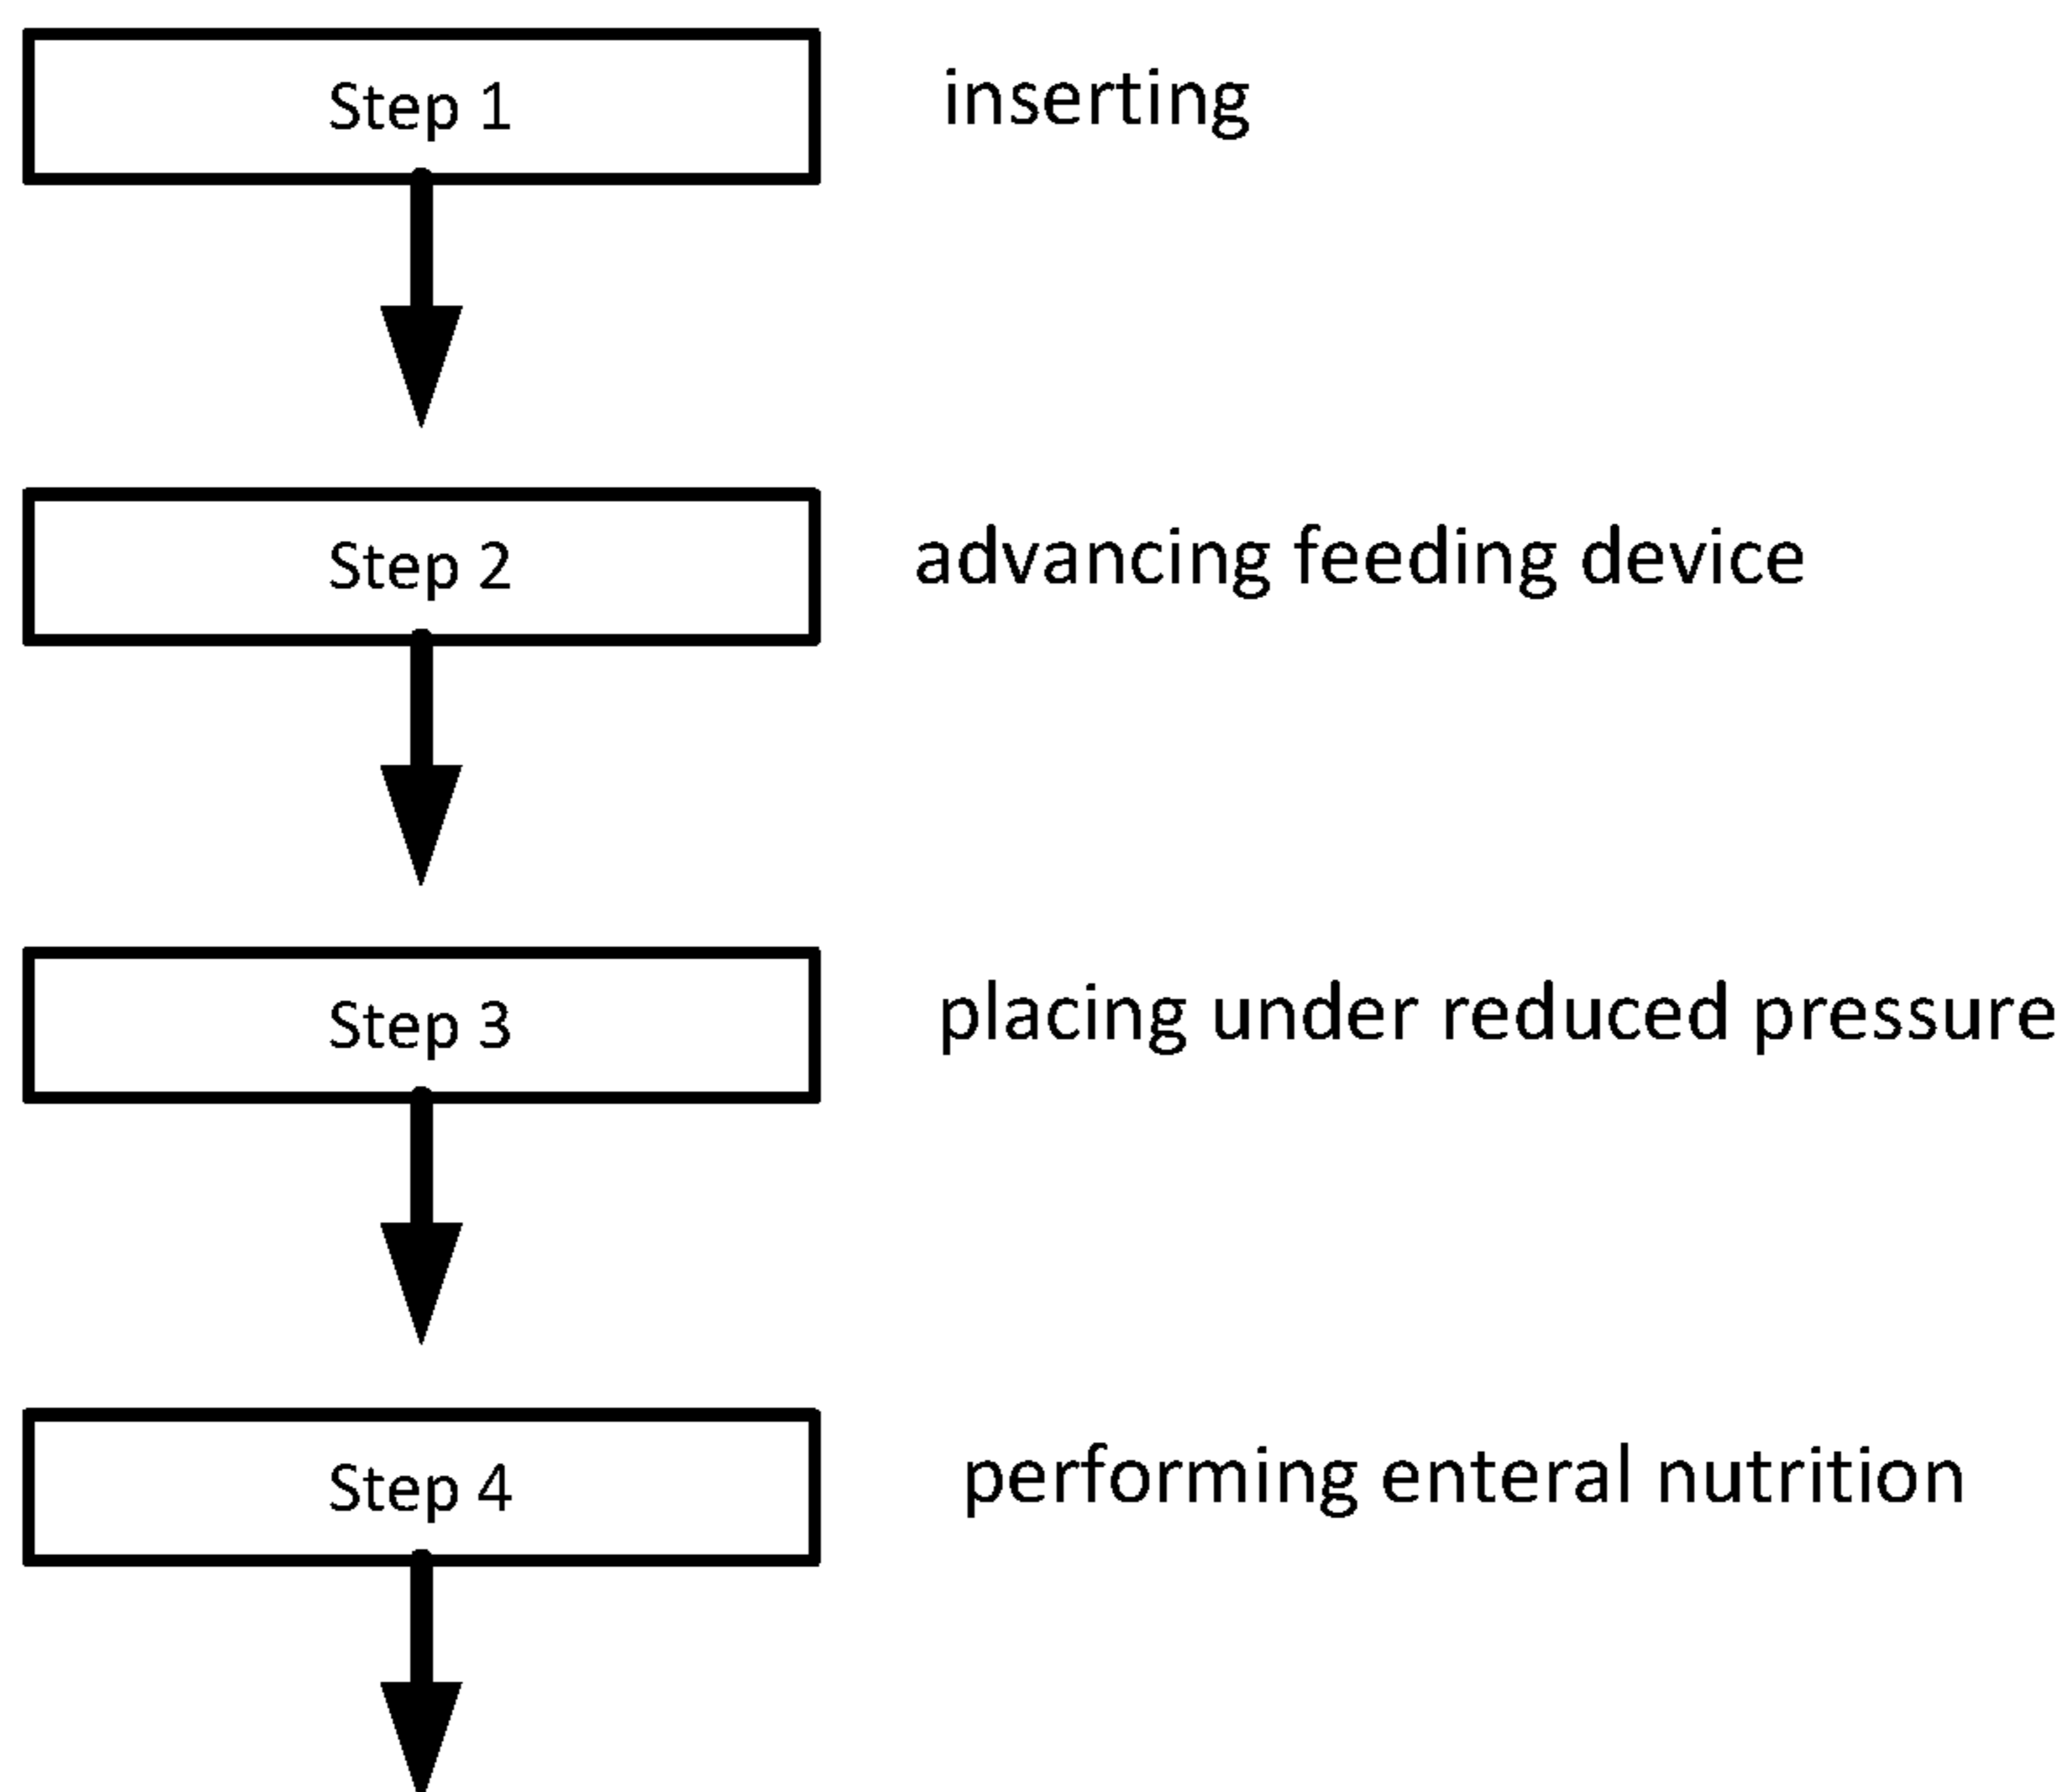 Step 1
inserting
Step 2
advancing feeding device
Step 3
placing under reduced pressure
Step 4
performing enteral nutrition